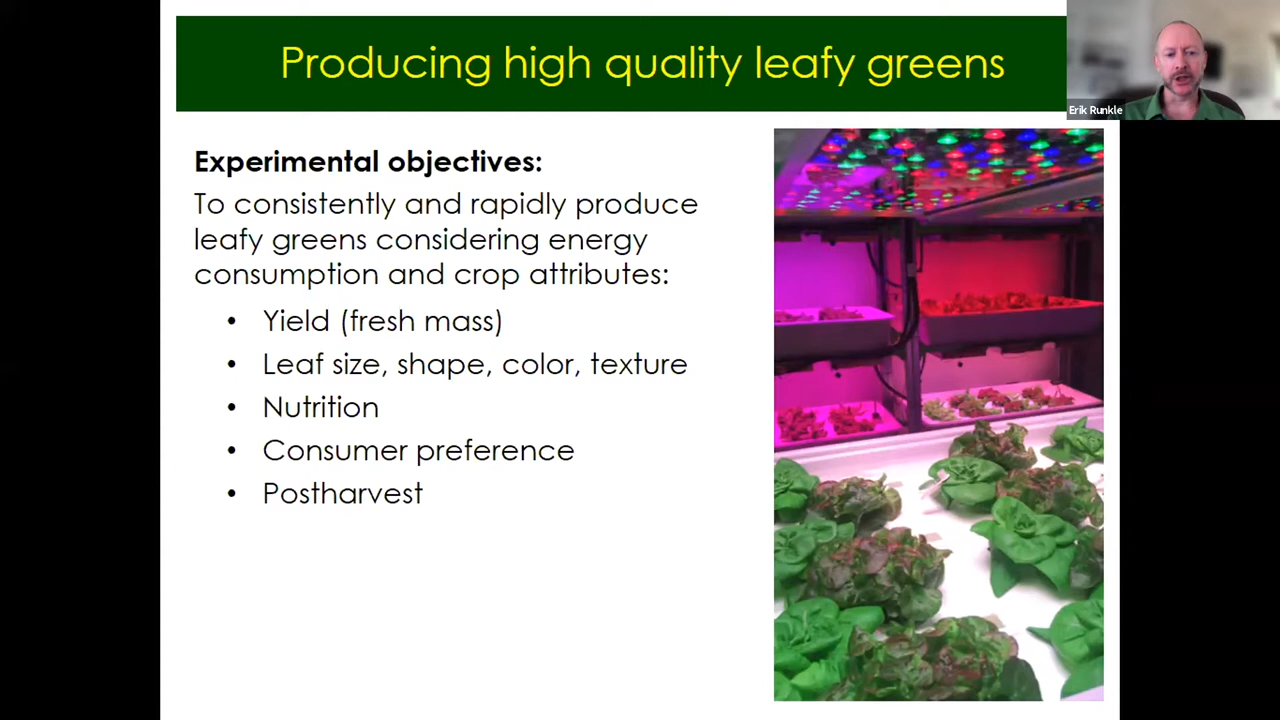 Producing high quality leafy greens
Erik Runkle
Experimental objectives:
To consistently and rapidly produce
leafy greens considering energy
consumption and crop attributes:
• Yield (fresh mass)
• Leaf size, shape, color, texture
• Nutrition
• Consumer preference
• Postharvest